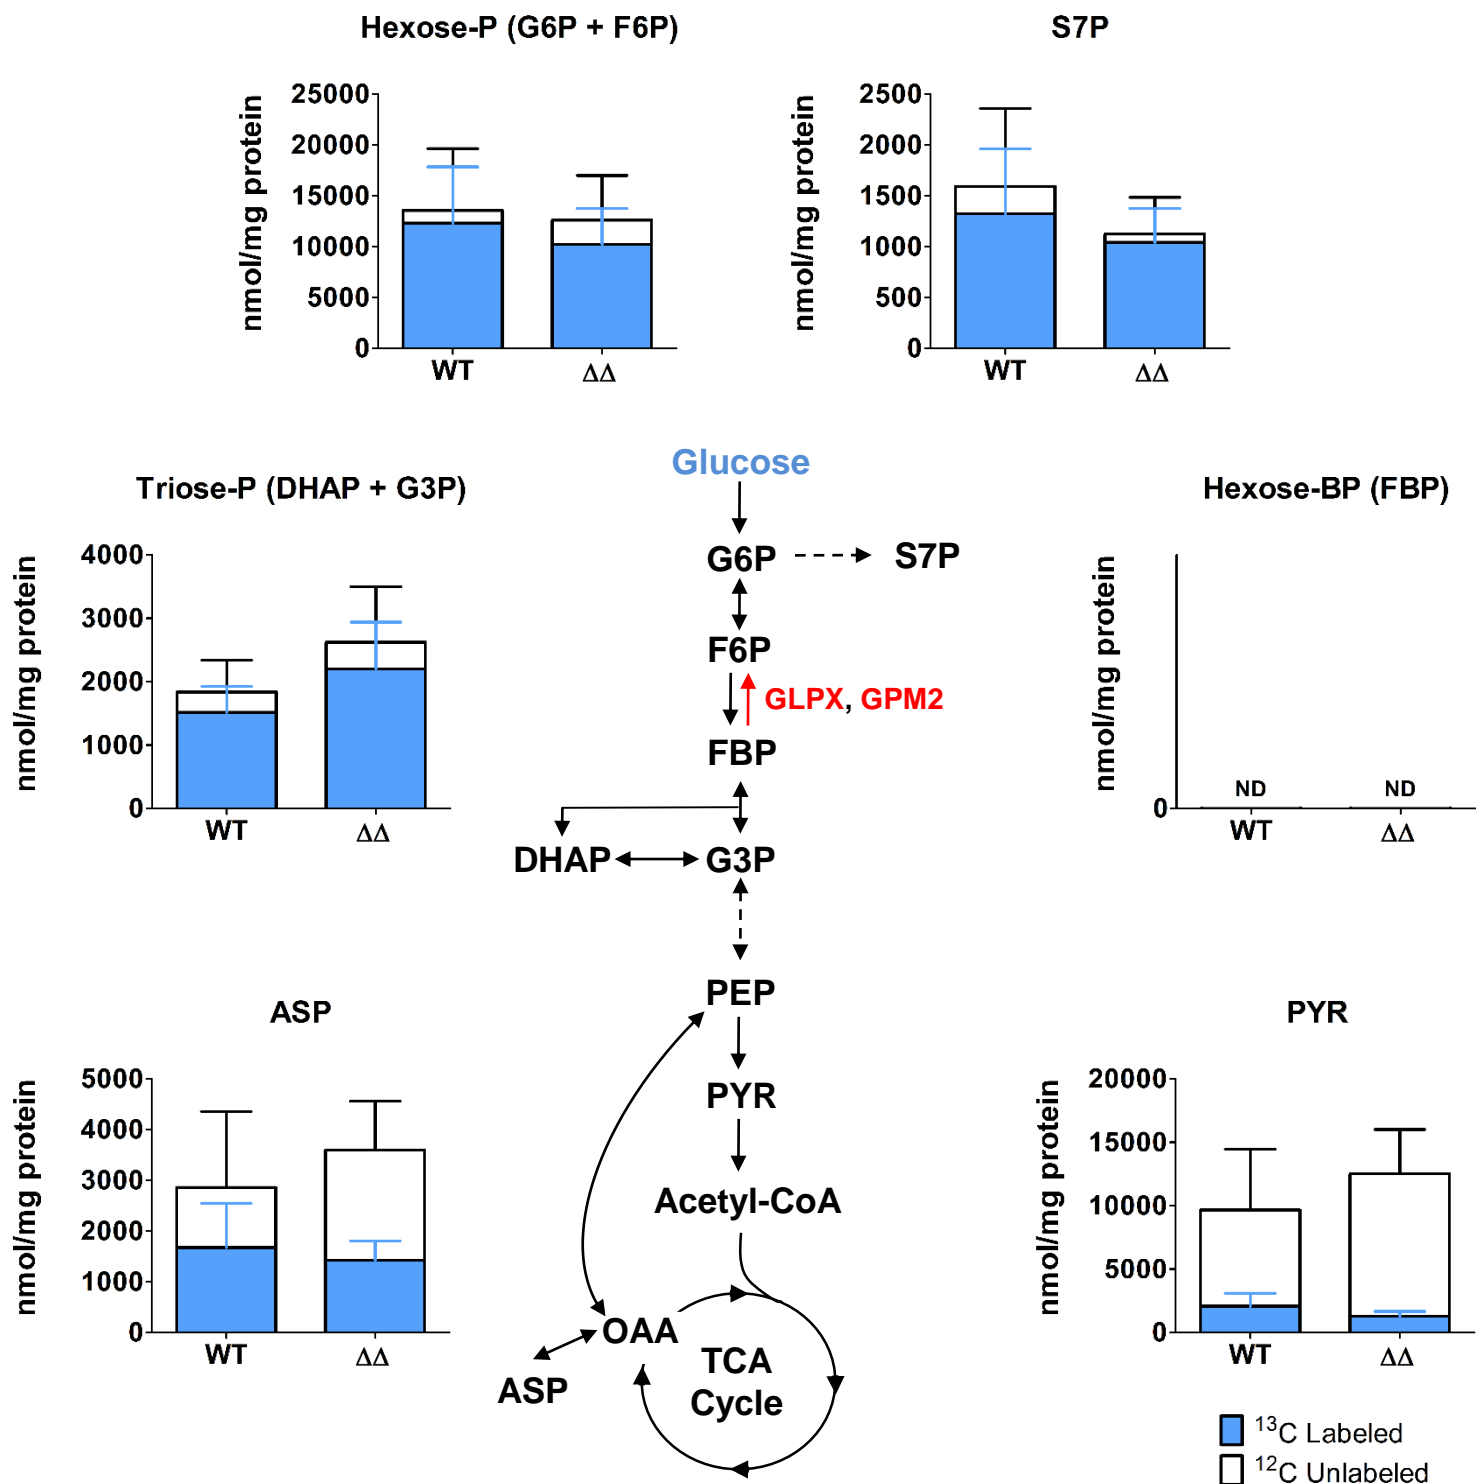 Hexose-P (G6P + F6P)
nmol/mg protein
25000
20000
15000
10000
5000
0
WT
ΔΔ
S7P
nmol/mg protein
2500
2000
1500
1000
500
0
WT
ΔΔ
Triose-P (DHAP + G3P)
nmol/mg protein
4000
3000
2000
1000
0
WT
ΔΔ
Glucose
G6P
S7P
F6P
GLPX, GPM2
FBP
DHAP
G3P
PEP
PYR
Acetyl-CoA
OAA
ASP
TCA
Cycle
Hexose-BP (FBP)
nmol/mg protein
0
ND
ND
WT
ΔΔ
ASP
nmol/mg protein
5000
4000
3000
2000
1000
0
WT
ΔΔ
PYR
nmol/mg protein
20000
15000
10000
5000
0
WT
ΔΔ
¹³C Labeled
¹²C Unlabeled